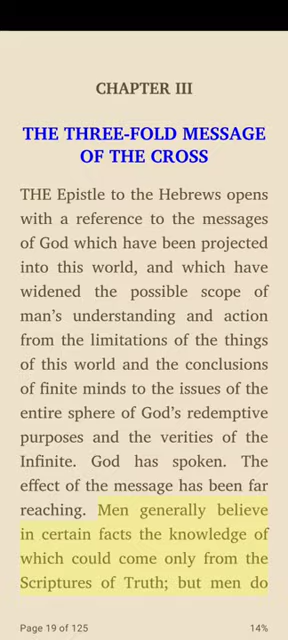 CHAPTER III
THE THREE-FOLD MESSAGE
OF THE CROSS
THE Epistle to the Hebrews opens
with a reference to the messages
of God which have been projected
into this world, and which have
widened the possible scope of
man's understanding and action
from the limitations of the things
of this world and the conclusions
of finite minds to the issues of the
entire sphere of God's redemptive
purposes and the verities of the
Infinite. God has spoken. The
effect of the message has been far
reaching. Men generally believe
in certain facts the knowledge of
which could come only from the
Scriptures of Truth; but men do
Page 19 of 125 14%